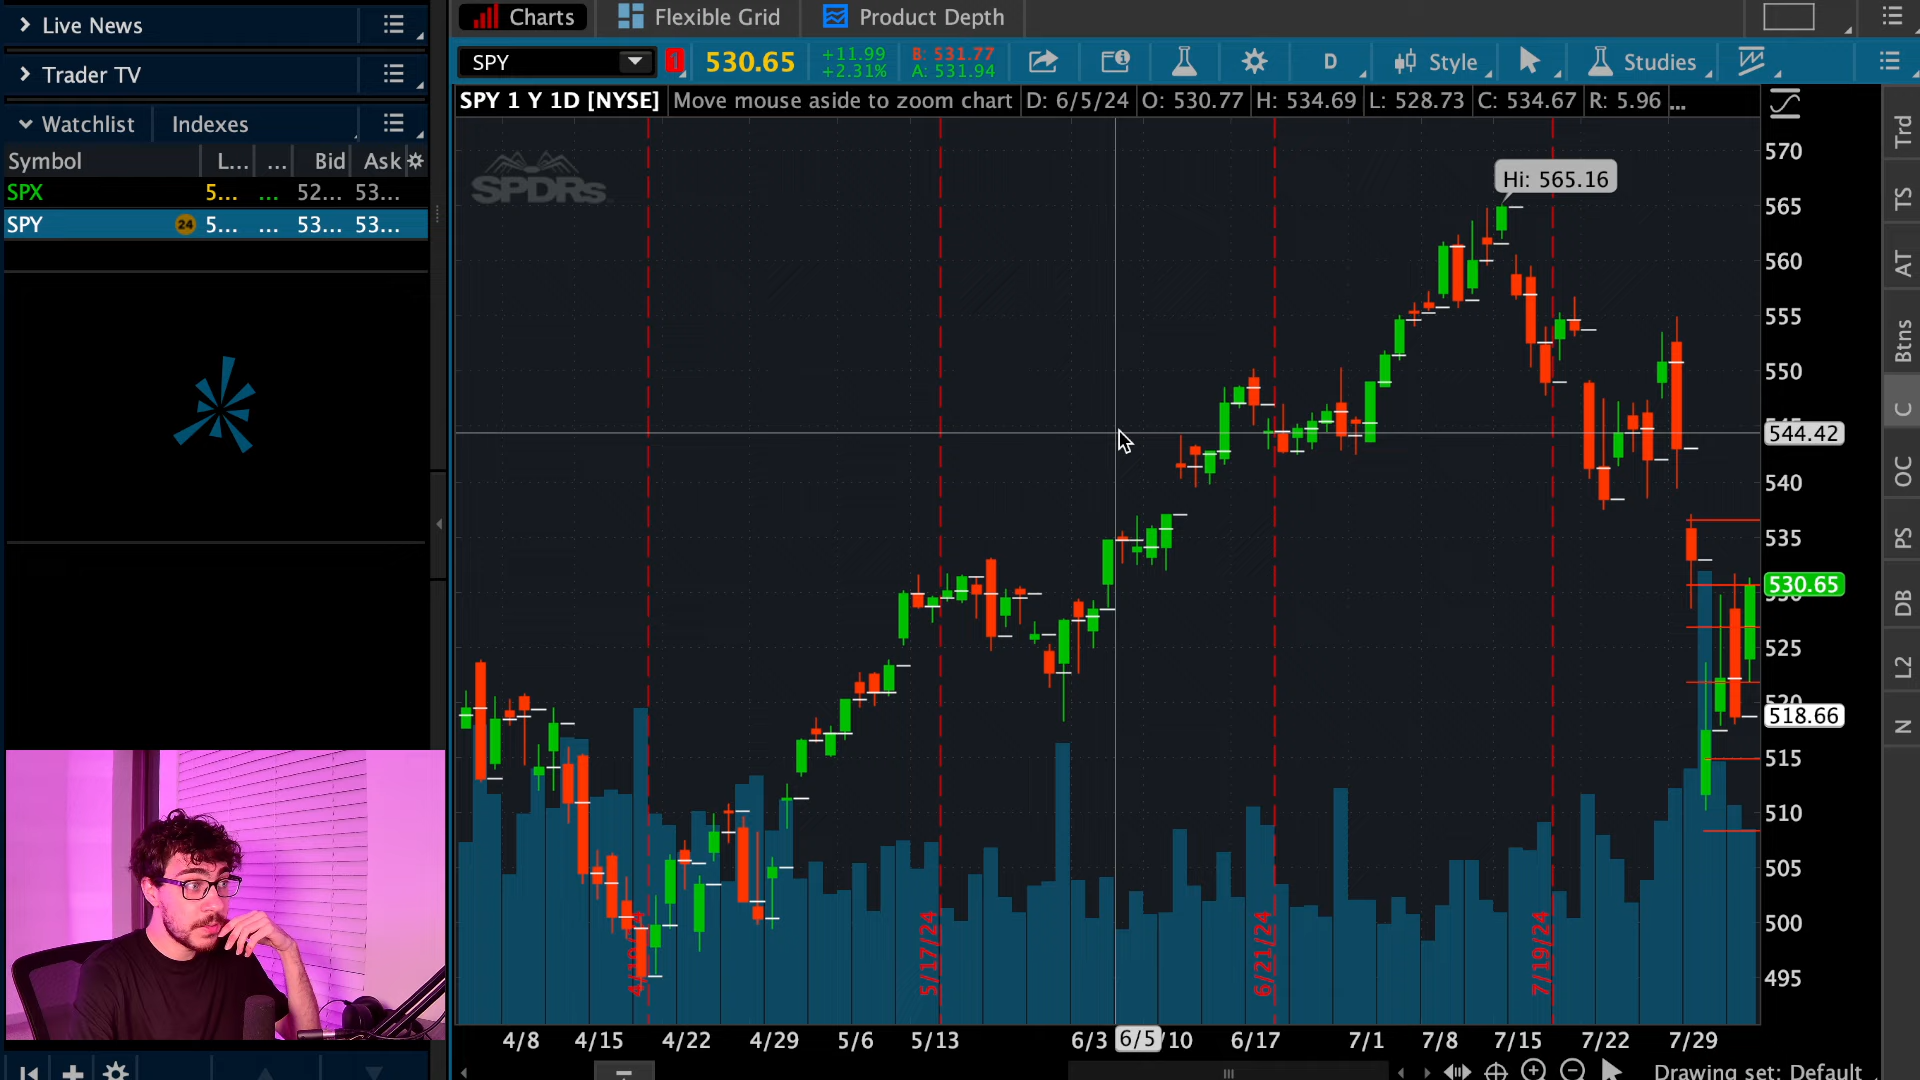 Live News
Trader TV
Watchlist
Indexes
Symbol L... ... Bid Ask
SPX 5... ... 52... 53...
SPY 24 5... ... 53... 53...
Charts
Flexible Grid
Product Depth
SPY
1
530.65
+11.99
+2.31%
B: 531.77
A: 531.94
D
Style
Studies
SPY 1 Y 1D [NYSE]
Move mouse aside to zoom chart
D: 6/5/24
O: 530.77
H: 534.69
L: 528.73
C: 534.67
R: 5.96
...
SPDRs
Hi: 565.16
570
565
560
555
550
544.42
540
535
530.65
525
518.66
515
510
505
500
495
5/17/24
6/21/24
7/19/24
4/8
4/15
4/22
4/29
5/6
5/13
6/3
6/5
/10
6/17
7/1
7/8
7/15
7/22
7/29
Drawing set: Default
Trd
TS
AT
Btns
C
OC
PS
DB
L2
N